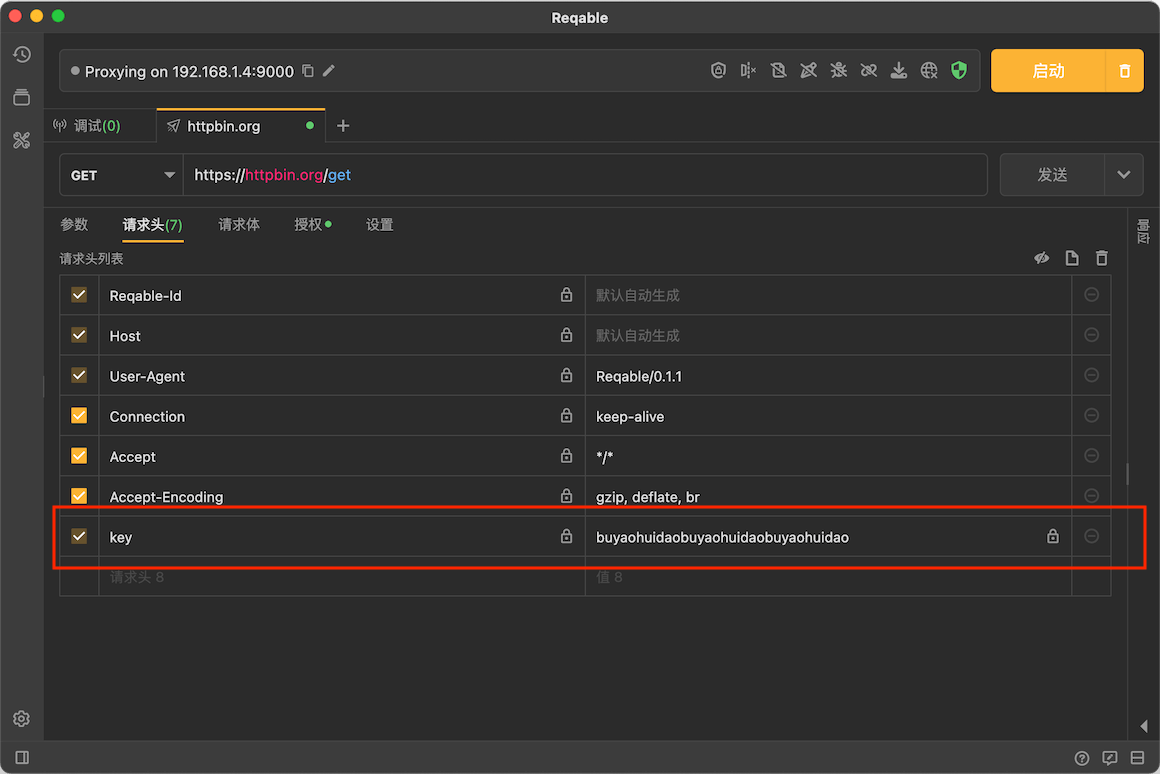 Reqable
Proxying on 192.168.1.4:9000
启动
调试(0)
httpbin.org
GET
https://httpbin.org/get
发送
参数
请求头(7)
请求体
授权
设置
响应
请求头列表
Reqable-Id
默认自动生成
Host
默认自动生成
User-Agent
Reqable/0.1.1
Connection
keep-alive
Accept
*/*
Accept-Encoding
gzip, deflate, br
key
buyaohuidaobuyaohuidaobuyaohuidao
请求头 8
值 8